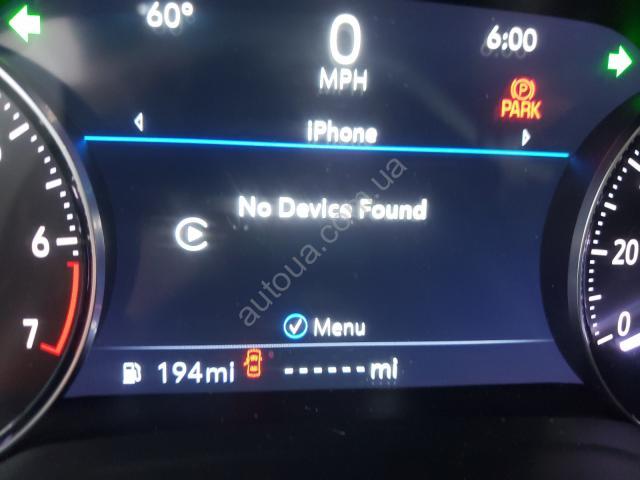 60° 0 6:00
MPH
P
PARK
iPhone
No Device Found
autoua.com.ua
6
7
20
0
Menu
194mi ------mi